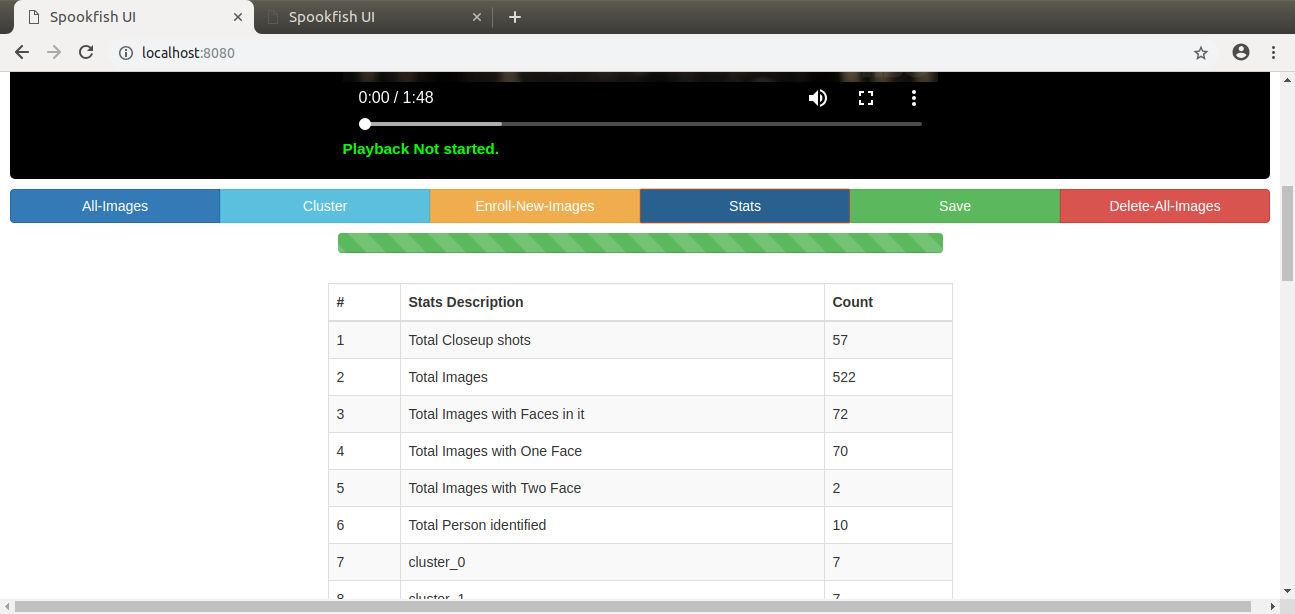 Spookfish UI
Spookfish UI
localhost:8080
0:00 / 1:48
Playback Not started.
All-Images Cluster Enroll-New-Images Stats Save Delete-All-Images
# Stats Description Count
1 Total Closeup shots 57
2 Total Images 522
3 Total Images with Faces in it 72
4 Total Images with One Face 70
5 Total Images with Two Face 2
6 Total Person identified 10
7 cluster_0 7
8 cluster_1 7